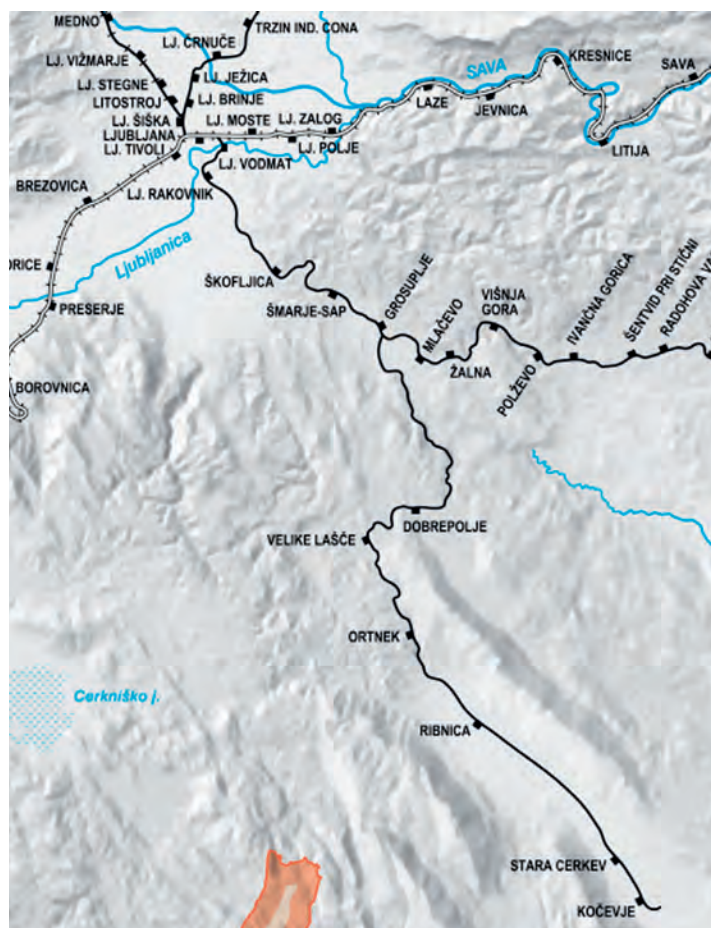 MEDNO
TRZIN IND. CONA
LJ. ČRNUČE
LJ. VIŽMARJE
KRESNICE
SAVA
SAVA
LJ. JEŽICA
LJ. STEGNE
LITOSTROJ
LJ. BRINJE
LAZE
JEVNICA
LJ. ŠIŠKA
LJ. MOSTE
LJ. ZALOG
LJUBLJANA
LJ. TIVOLI
LJ. POLJE
LITIJA
LJ. VODMAT
BREZOVICA
LJ. RAKOVNIK
Ljubljanica
ORICE
ŠKOFLJICA
PRESERJE
ŠMARJE-SAP
GROSUPLJE
MLAČEVO
VIŠNJA
GORA
ŽALNA
POLŽEVO
IVANČNA GORICA
ŠENTVID PRI STIČNI
RADOHOVA VA
BOROVNICA
DOBREPOLJE
VELIKE LAŠČE
ORTNEK
Cerkniško j.
RIBNICA
STARA CERKEV
KOČEVJE